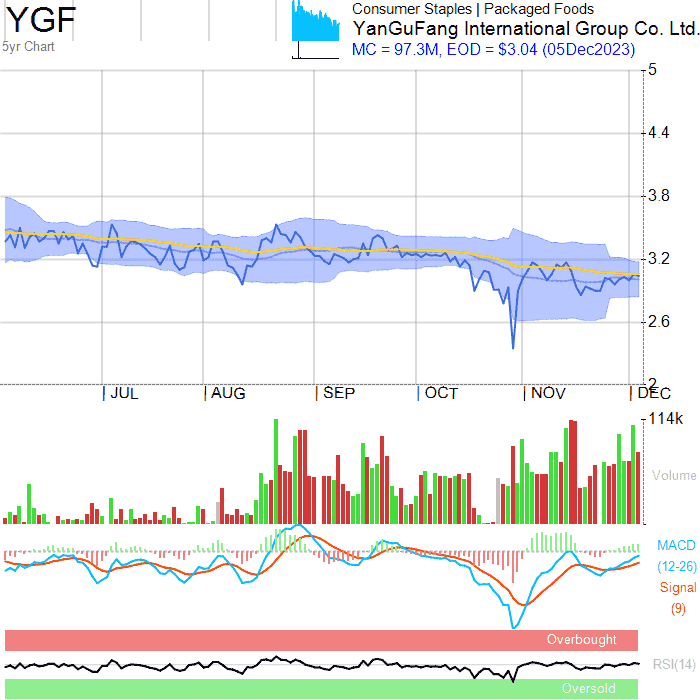 YGF
5yr Chart
Consumer Staples | Packaged Foods
YanGuFang International Group Co. Ltd.
MC = 97.3M, EOD = $3.04 (05Dec2023)
5
4.4
3.8
3.2
2.6
2
JUL AUG SEP OCT NOV DEC
114k
Volume
MACD
(12-26)
Signal
(9)
Overbought
RSI(14)
Oversold